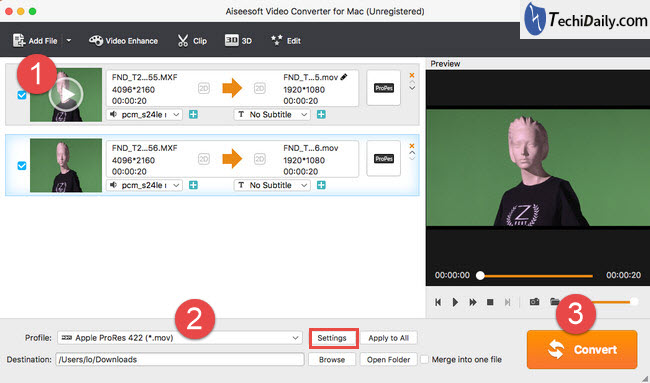 Aiseesoft Video Converter for Mac (Unregistered)
TechiDaily.com
Add File
Video Enhance
Clip
3D 3D
Edit
1
FND_T2...55.MXF
4096*2160
00:00:20
2D
2D
FND_T...5.mov
1920*1080
00:00:20
ProRes
pcm_s24le
T No Subtitle
FND_T2...56.MXF
4096*2160
00:00:20
2D
2D
FND_T...6.mov
1920*1080
00:00:20
ProRes
pcm_s24le
T No Subtitle
Preview
Z
00:00:00
00:00:20
2
3
Profile:
Apple ProRes 422 (*.mov)
Settings
Apply to All
Convert
Destination:
/Users/lo/Downloads
Browse
Open Folder
Merge into one file